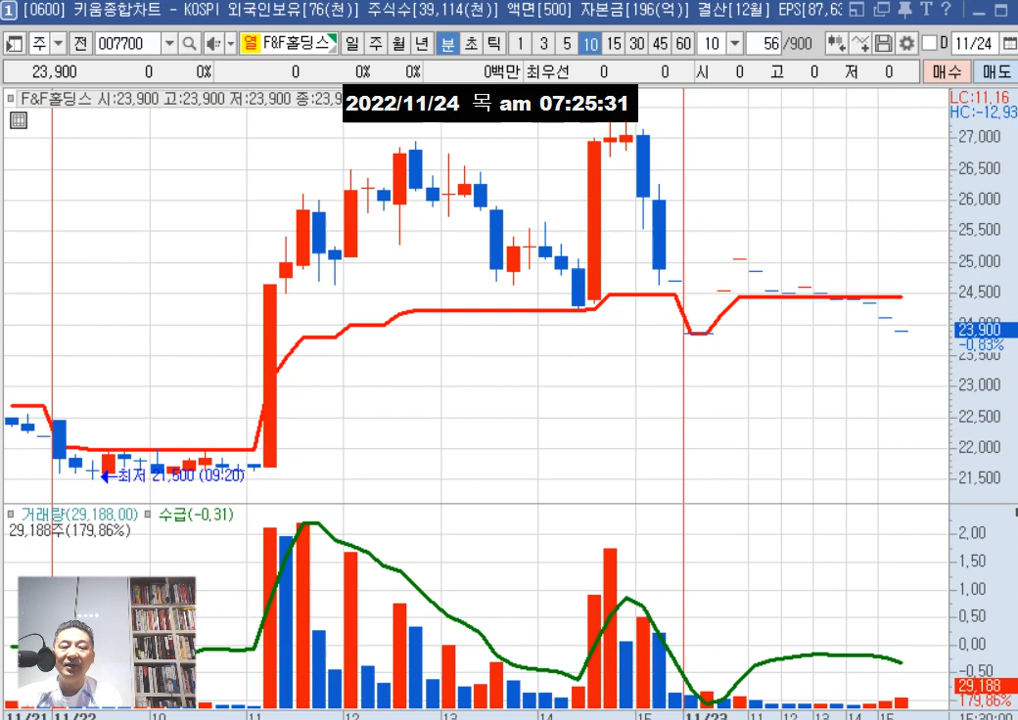 1 [0600] 키움종합차트 - KOSPI 외국인보유[76(천)] 주식수[39,114(천)] 액면[500] 자본금[196(억)] 결산[12월] EPS[87,63
주 전 007700 열 F&F홀딩스 일 주 월 년 분 초 틱 1 3 5 10 15 30 45 60 10 56 /900 D 11/24
23,900 0 0% 0 0% 0% 0백만 최우선 0 0 시 0 고 0 저 0 매수 매도
F&F홀딩스 시:23,900 고:23,900 저:23,900 종:23,9
2022/11/24 목 am 07:25:31
LC:11,16
HC:-12,93
27,000
26,500
26,000
25,500
25,000
24,500
23,900
-0,83%
23,000
22,500
22,000
21,500
최저 21,500 (09:20)
거래량(29,188,00) 수급(-0,31)
29,188주(179,86%)
2,00
1,50
1,00
0,50
0,00
-0,50
29,188
179,86%
11/21 11/22 10 11 12 13 14 15 11/23 11 12 13 14 15 15:30:00